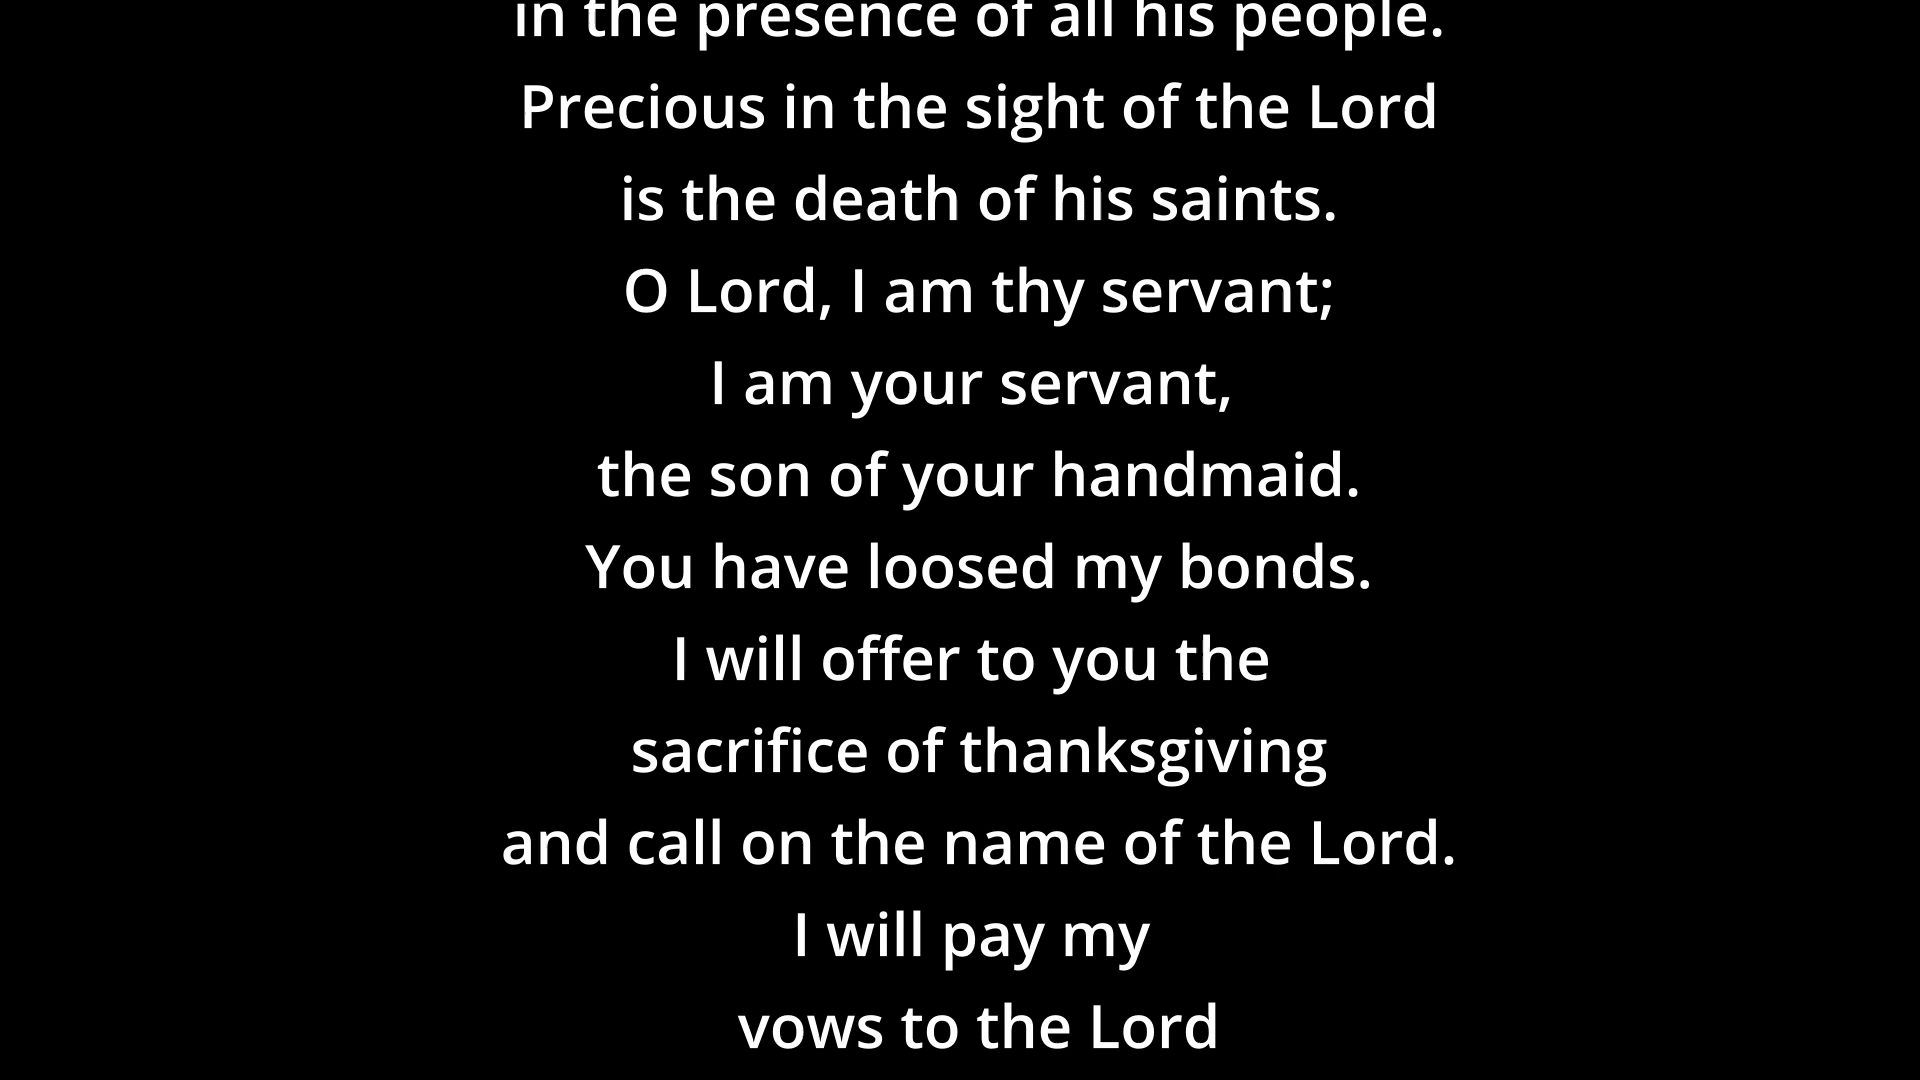 in the presence of all his people.
Precious in the sight of the Lord
is the death of his saints.
O Lord, I am thy servant;
I am your servant,
the son of your handmaid.
You have loosed my bonds.
I will offer to you the
sacrifice of thanksgiving
and call on the name of the Lord.
I will pay my
vows to the Lord